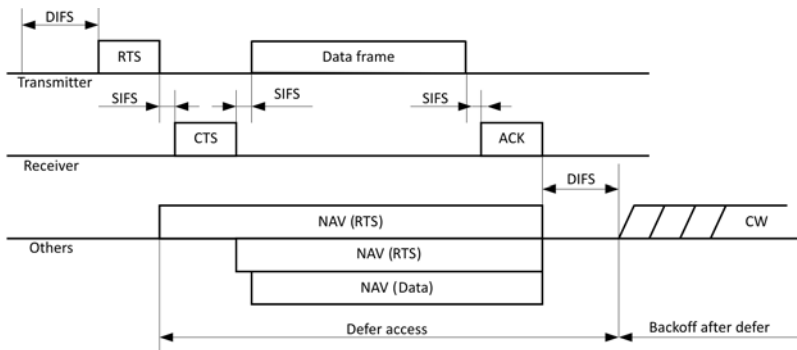 DIFS
RTS
Data frame
Transmitter
SIFS
SIFS
SIFS
CTS
ACK
Receiver
DIFS
NAV (RTS)
CW
Others
NAV (RTS)
NAV (Data)
Defer access
Backoff after defer